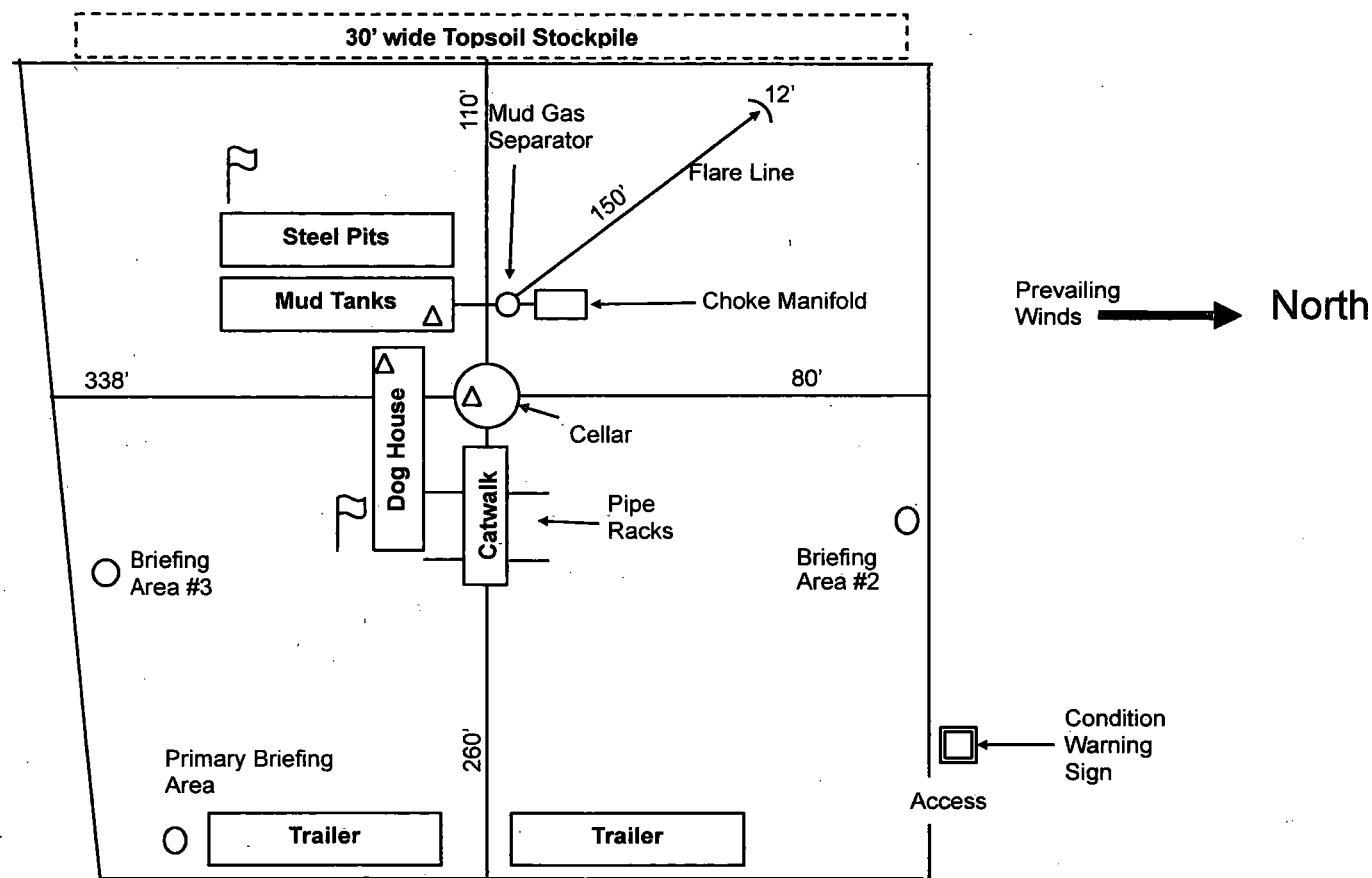 30' wide Topsoil Stockpile
110'
Mud Gas
Separator
12'
Flare Line
150'
Steel Pits
Mud Tanks
Choke Manifold
Prevailing
Winds
North
338'
80'
Dog House
Cellar
Catwalk
Pipe
Racks
Briefing
Area #3
Briefing
Area #2
260'
Condition
Warning
Sign
Primary Briefing
Area
Access
Trailer
Trailer